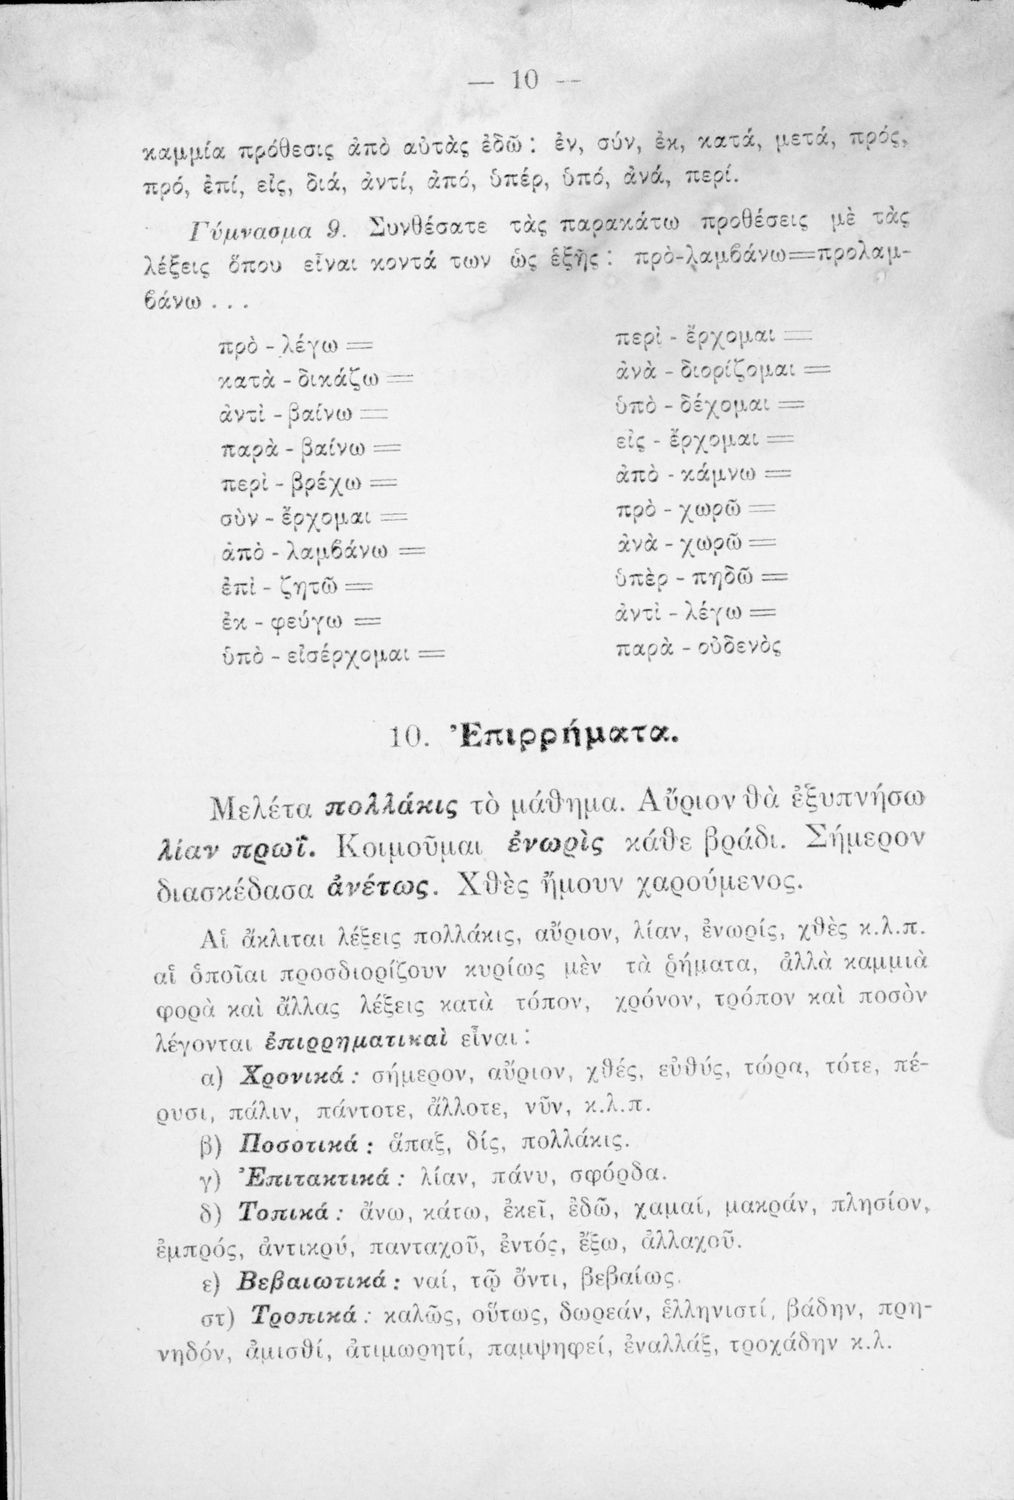 — 10 —
καμμία πρόθεσις ἀπὸ αὐτὰς ἐδῶ : ἐν, σύν, ἐκ, κατά, μετά, πρός,
πρό, ἐπί, εἰς, διά, ἀντί, ἀπό, ὑπέρ, ὑπό, ἀνά, περί.
Γύμνασμα 9. Συνθέσατε τὰς παρακάτω προθέσεις μὲ τὰς
λέξεις ὅπου εἶναι κοντά των ὡς ἑξῆς : πρὸ-λαμβάνω=προλαμ-
βάνω . . .
πρὸ - λέγω =
κατὰ - δικάζω =
ἀντὶ - βαίνω =
παρὰ - βαίνω =
περὶ - βρέχω =
σὺν - ἔρχομαι =
ἀπὸ - λαμβάνω =
ἐπὶ - ζητῶ =
ἐκ - φεύγω =
ὑπὸ - εἰσέρχομαι =
περὶ - ἔρχομαι =
ἀνὰ - διορίζομαι =
ὑπὸ - δέχομαι =
εἰς - ἔρχομαι =
ἀπὸ - κάμνω =
πρὸ - χωρῶ =
ἀνὰ - χωρῶ =
ὑπὲρ - πηδῶ =
ἀντὶ - λέγω =
παρὰ - οὐδενὸς
10. Ἐπιρρήματα.
Μελέτα πολλάκις τὸ μάθημα. Αὔριον θὰ ἐξυπνήσω
λίαν πρωΐ. Κοιμοῦμαι ἐνωρὶς κάθε βράδι. Σήμερον
διασκέδασα ἀνέτως. Χθὲς ἤμουν χαρούμενος.
Αἱ ἄκλιται λέξεις πολλάκις, αὔριον, λίαν, ἐνωρίς, χθὲς κ.λ.π.
αἵ ὁποῖαι προσδιορίζουν κυρίως μὲν τὰ ῥήματα, ἀλλὰ καμμιὰ
φορὰ καὶ ἄλλας λέξεις κατὰ τόπον, χρόνον, τρόπον καὶ ποσὸν
λέγονται ἐπιρρηματικαὶ εἶναι :
α) Χρονικά : σήμερον, αὔριον, χθές, εὐθύς, τώρα, τότε, πέ-
ρυσι, πάλιν, πάντοτε, ἄλλοτε, νῦν, κ.λ.π.
β) Ποσοτικά : ἅπαξ, δίς, πολλάκις.
γ) Ἐπιτακτικά : λίαν, πάνυ, σφόρδα.
δ) Τοπικά : ἄνω, κάτω, ἐκεῖ, ἐδῶ, χαμαί, μακράν, πλησίον,
ἐμπρός, ἀντικρύ, πανταχοῦ, ἐντός, ἔξω, ἀλλαχοῦ.
ε) Βεβαιωτικά : ναί, τῷ ὄντι, βεβαίως.
στ) Τροπικά : καλῶς, οὕτως, δωρεάν, ἑλληνιστί, βάδην, πρη-
νηδόν, ἀμισθί, ἀτιμωρητί, παμψηφεί, ἐναλλάξ, τροχάδην κ.λ.